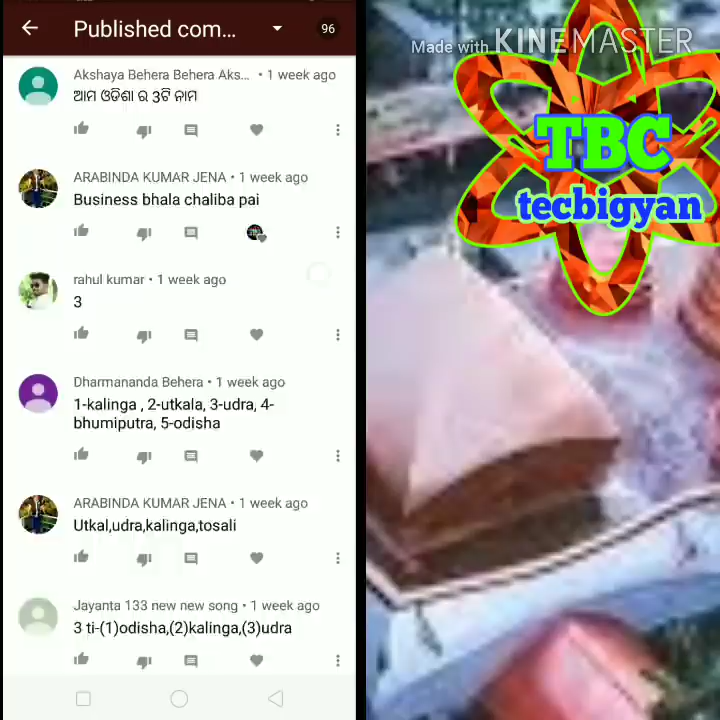 Published com...
96
Akshaya Behera Behera Aks... • 1 week ago
ଆମ ଓଡିଶା ର 3ଟି ନାମ
ARABINDA KUMAR JENA • 1 week ago
Business bhala chaliba pai
rahul kumar • 1 week ago
3
Dharmananda Behera • 1 week ago
1-kalinga , 2-utkala, 3-udra, 4-
bhumiputra, 5-odisha
ARABINDA KUMAR JENA • 1 week ago
Utkal,udra,kalinga,tosali
Jayanta 133 new new song • 1 week ago
3 ti-(1)odisha,(2)kalinga,(3)udra
Made with KINEMASTER
TBC
tecbigyan